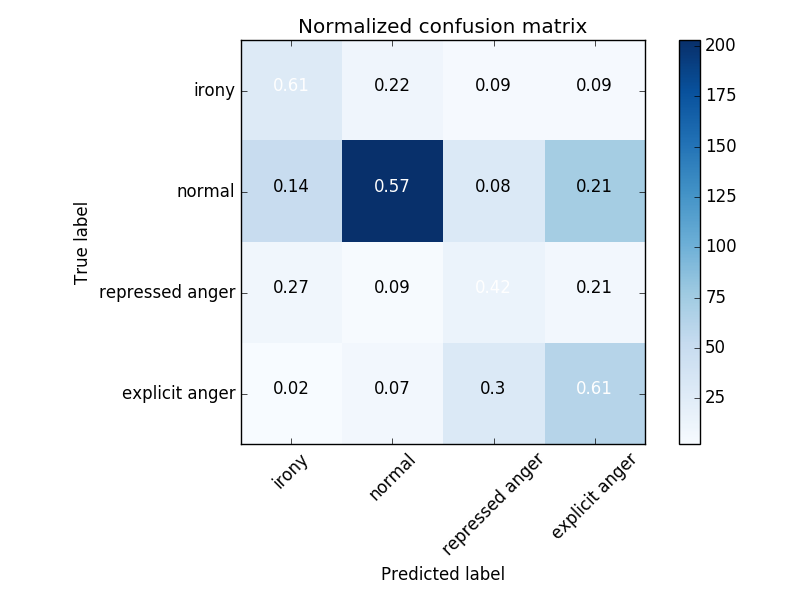 Normalized confusion matrix
irony 0.61 0.22 0.09 0.09
normal 0.14 0.57 0.08 0.21
repressed anger 0.27 0.09 0.42 0.21
explicit anger 0.02 0.07 0.3 0.61
irony normal repressed anger explicit anger
Predicted label
True label
200
175
150
125
100
75
50
25